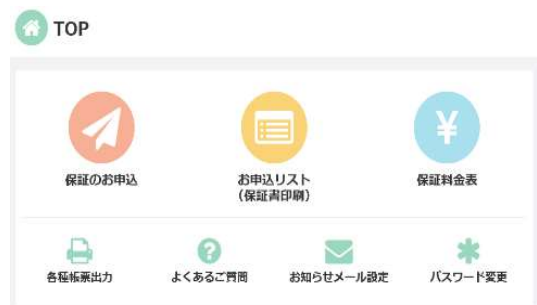 TOP
保証のお申込
お申込リスト
（保証書印刷）
保証料金表
各種帳票出力
よくあるご質問
お知らせメール設定
パスワード変更